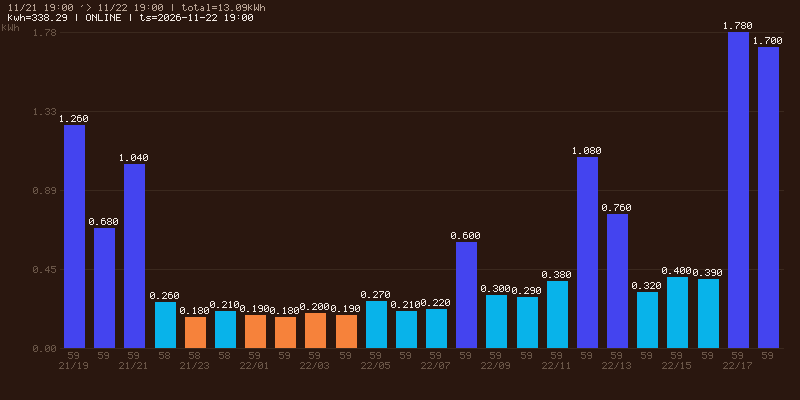 11/21 19:00 -> 11/22 19:00 | total=13.09kWh
Kwh=338.29 | ONLINE | ts=2026-11-22 19:00
kWh
1.78
1.33
0.89
0.45
0.00
1.260 0.680 1.040 0.260 0.180 0.210 0.190 0.180 0.200 0.190 0.270 0.210 0.220 0.600 0.300 0.290 0.380 1.080 0.760 0.320 0.400 0.390 1.780 1.700
59 59 59 58 58 58 59 59 59 59 59 59 59 59 59 59 59 59 59 59 59 59 59 59
21/19 21/21 21/23 22/01 22/03 22/05 22/07 22/09 22/11 22/13 22/15 22/17